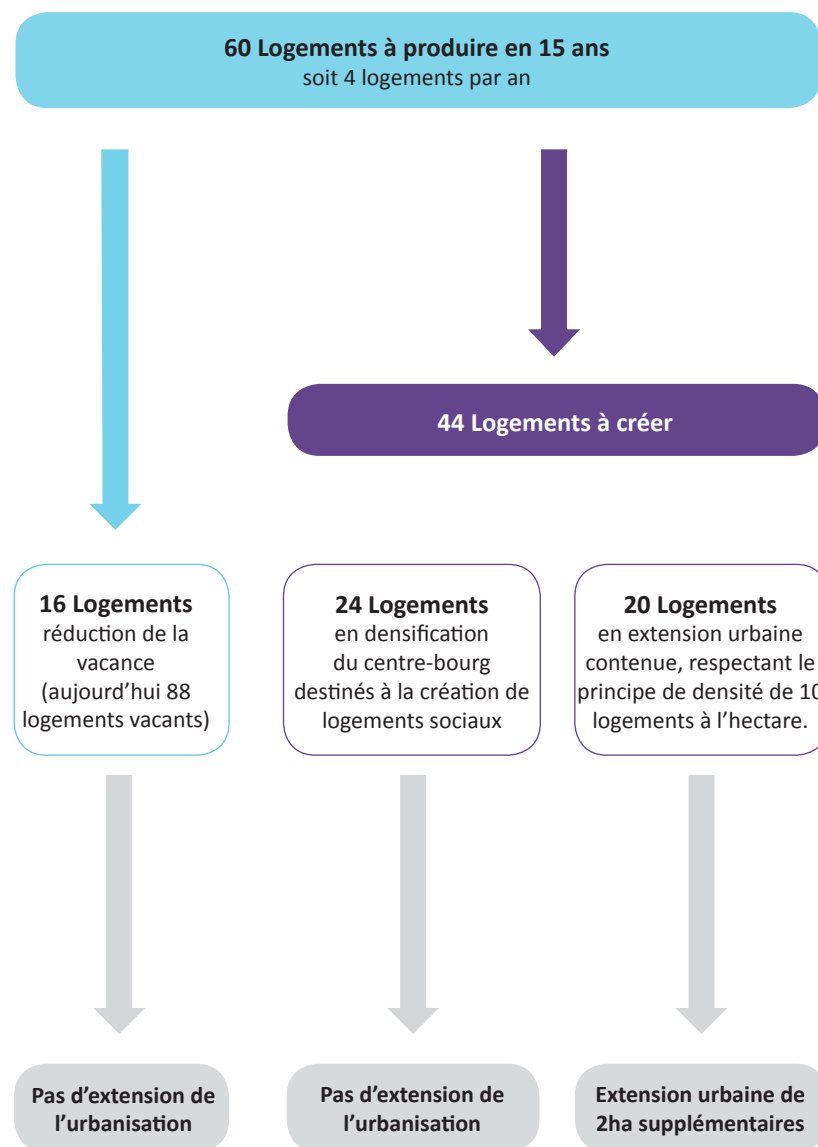 60 Logements à produire en 15 ans
soit 4 logements par an
44 Logements à créer
16 Logements
réduction de la
vacance
(aujourd'hui 88
logements vacants)
24 Logements
en densification
du centre-bourg
destinés à la création de
logements sociaux
20 Logements
en extension urbaine
contenue, respectant le
principe de densité de 10
logements à l'hectare.
Pas d'extension de
l'urbanisation
Pas d'extension de
l'urbanisation
Extension urbaine de
2ha supplémentaires